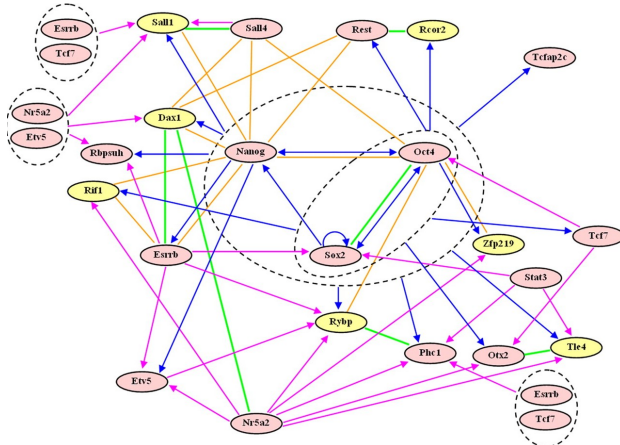 Esrrb
Tcf7
Sall1
Sall4
Rest
Rcor2
Tcfap2c
Nr5a2
Etv5
Dax1
Rbpsuh
Nanog
Oct4
Rif1
Esrrb
Sox2
Zfp219
Tcf7
Stat3
Rybp
Phc1
Otx2
Tle4
Etv5
Nr5a2
Esrrb
Tcf7